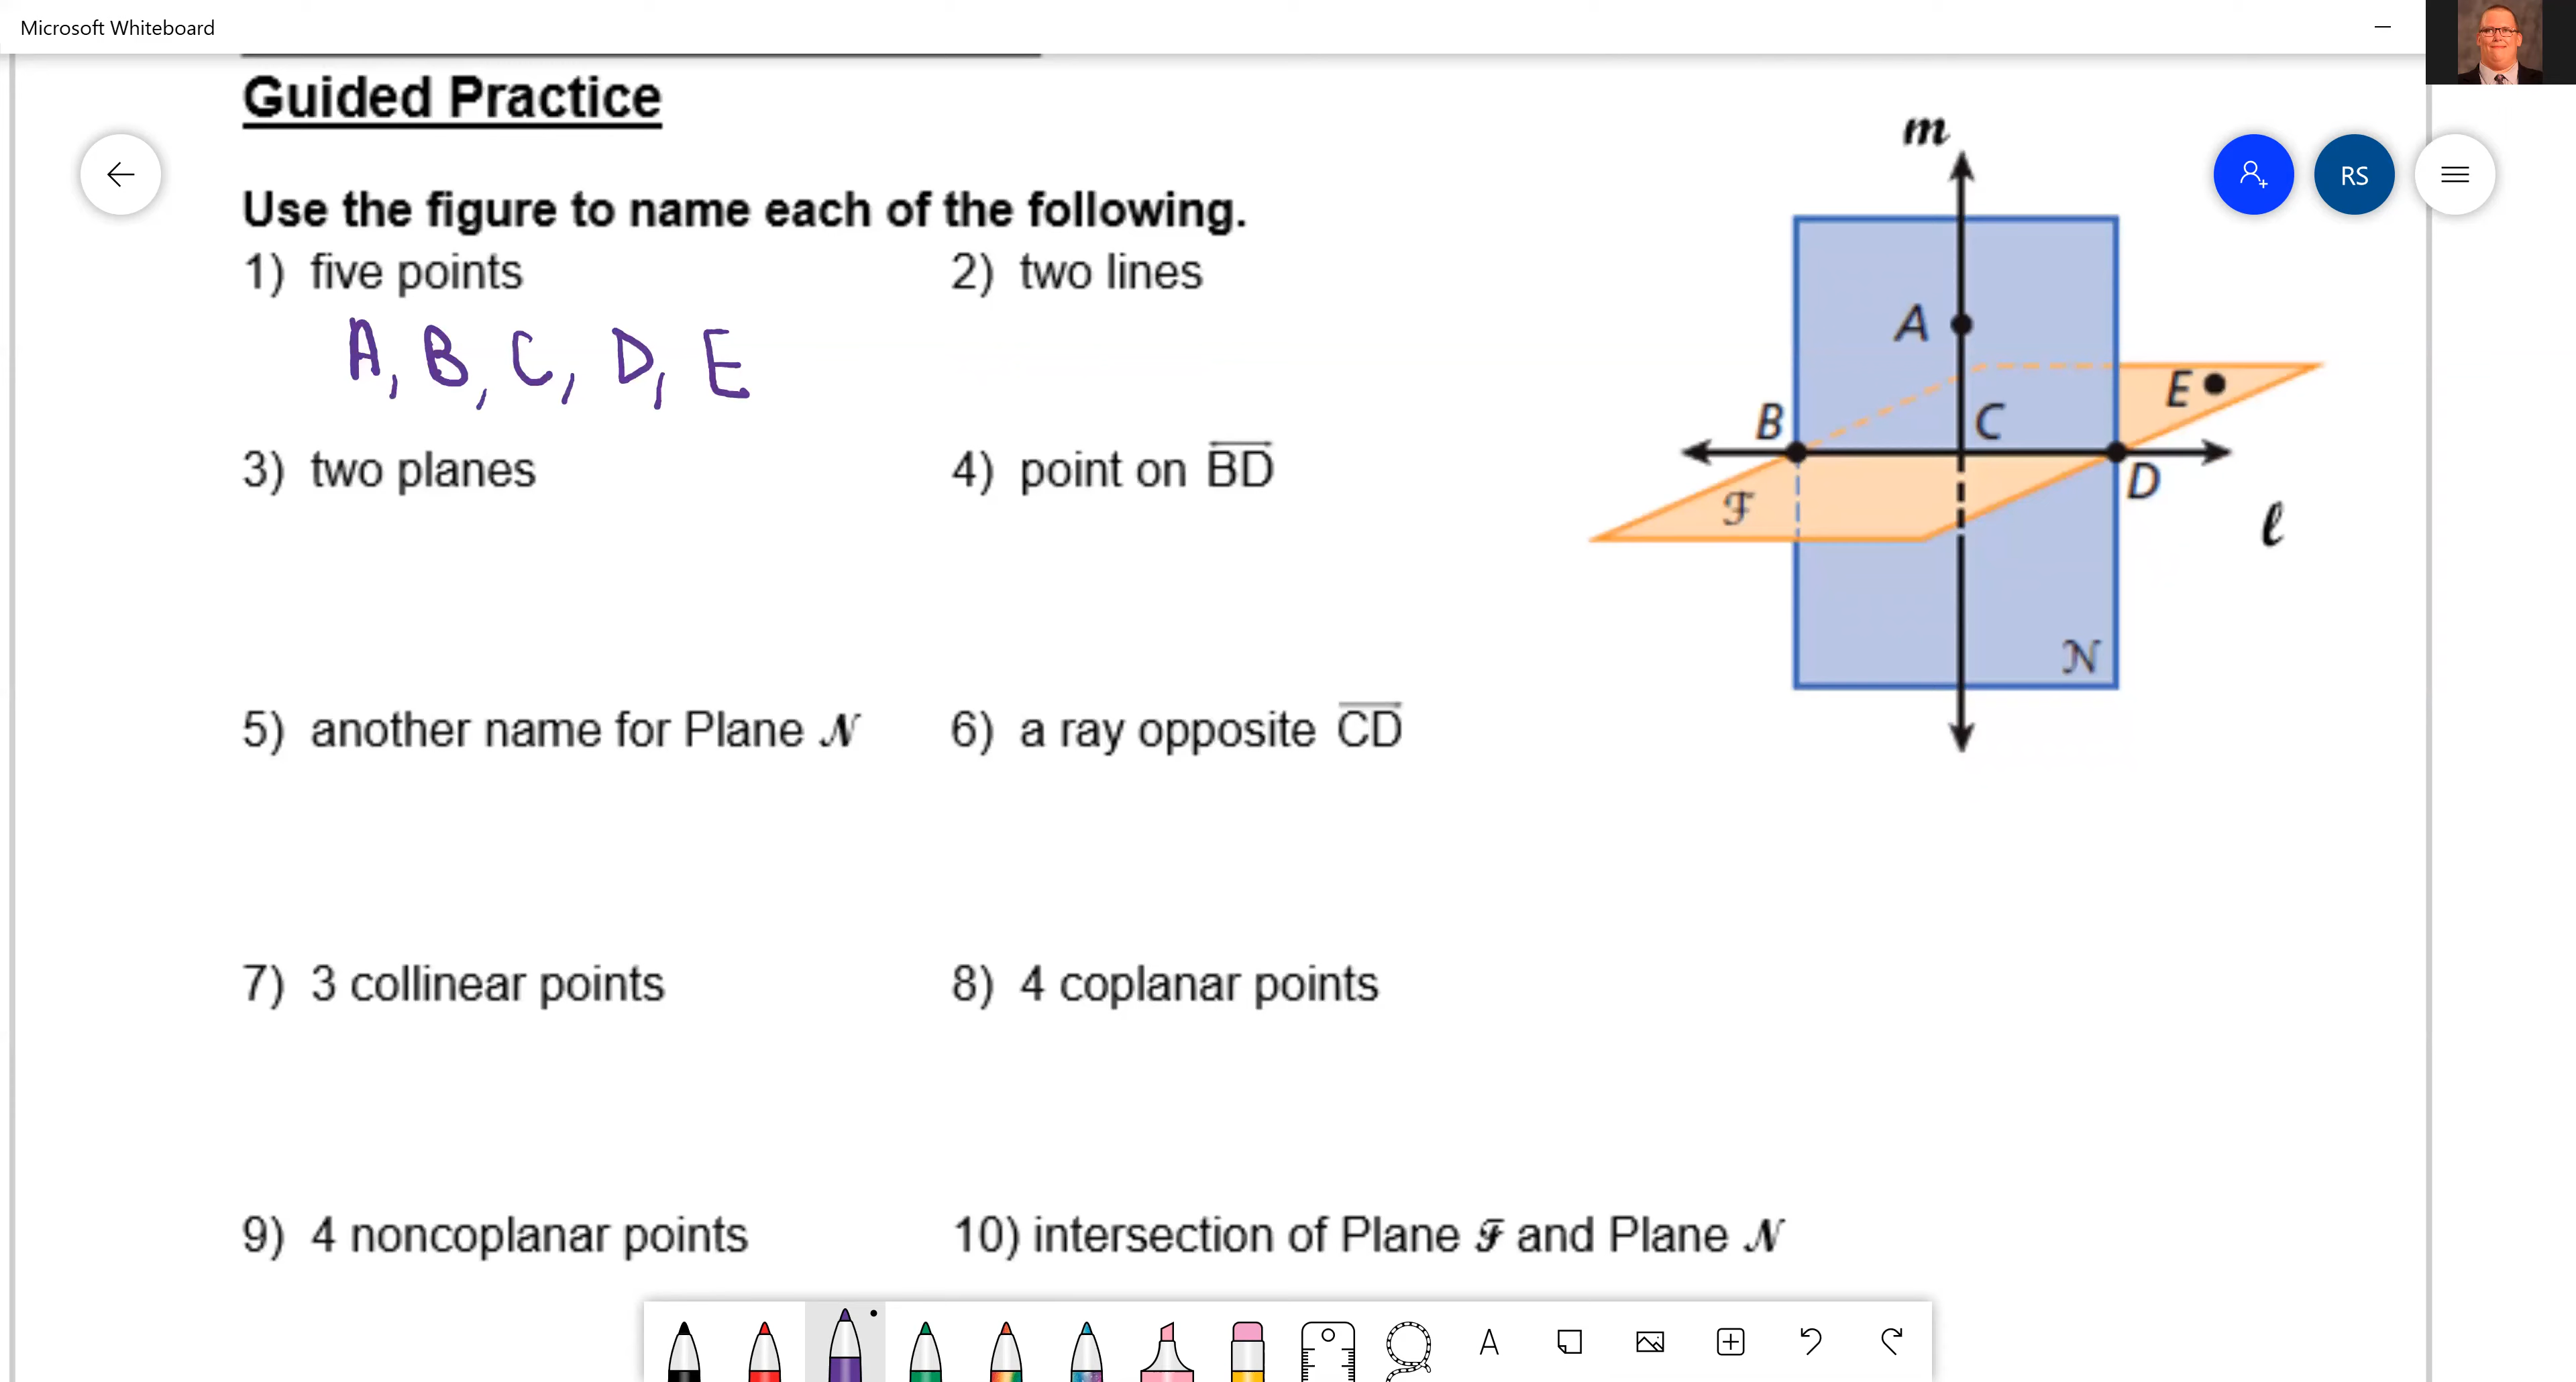 Microsoft Whiteboard
Guided Practice
RS
Use the figure to name each of the following.
1) five points
2) two lines
A, B, C, D, E
3) two planes
4) point on BD
5) another name for Plane 𝒩
6) a ray opposite CD
7) 3 collinear points
8) 4 coplanar points
9) 4 noncoplanar points
10) intersection of Plane ℱ and Plane 𝒩
m
A
E
B
C
D
ℱ
ℓ
𝒩
A